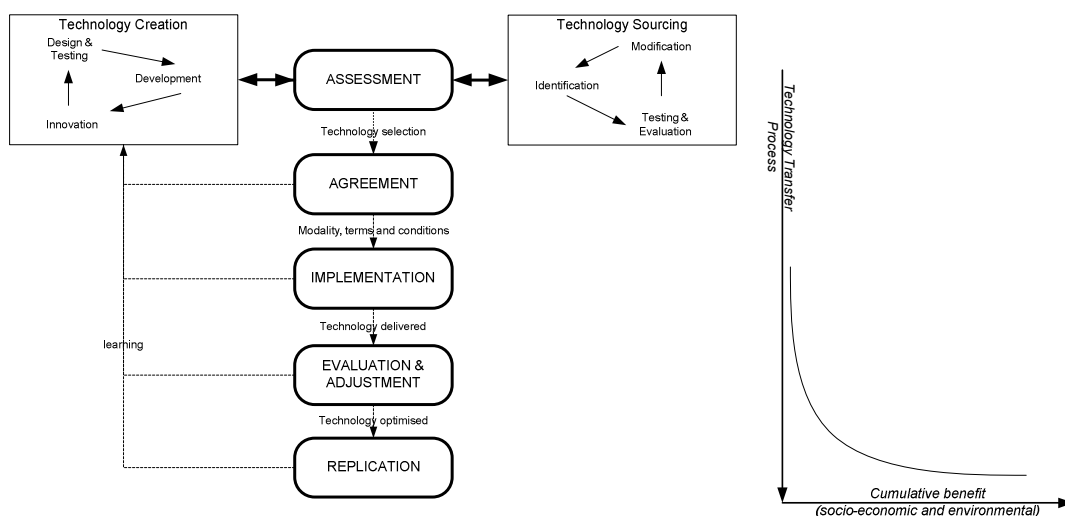 Technology Creation
Design &
Testing
Development
Innovation
ASSESSMENT
Technology Sourcing
Modification
Identification
Testing &
Evaluation
Technology selection
AGREEMENT
Modality, terms and conditions
IMPLEMENTATION
Technology delivered
learning
EVALUATION &
ADJUSTMENT
Technology optimised
REPLICATION
Technology Transfer
Process
Cumulative benefit
(socio-economic and environmental)